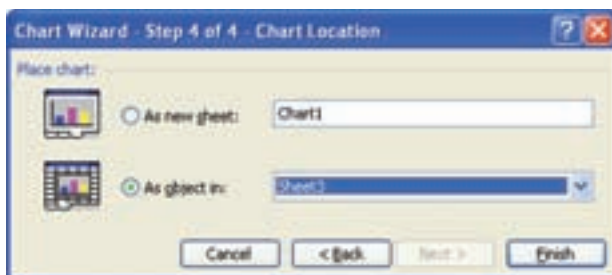 Chart Wizard - Step 4 of 4 - Chart Location
Place chart:
As new sheet: Chart1
As object in: Sheet3
Cancel < Back Next > Finish